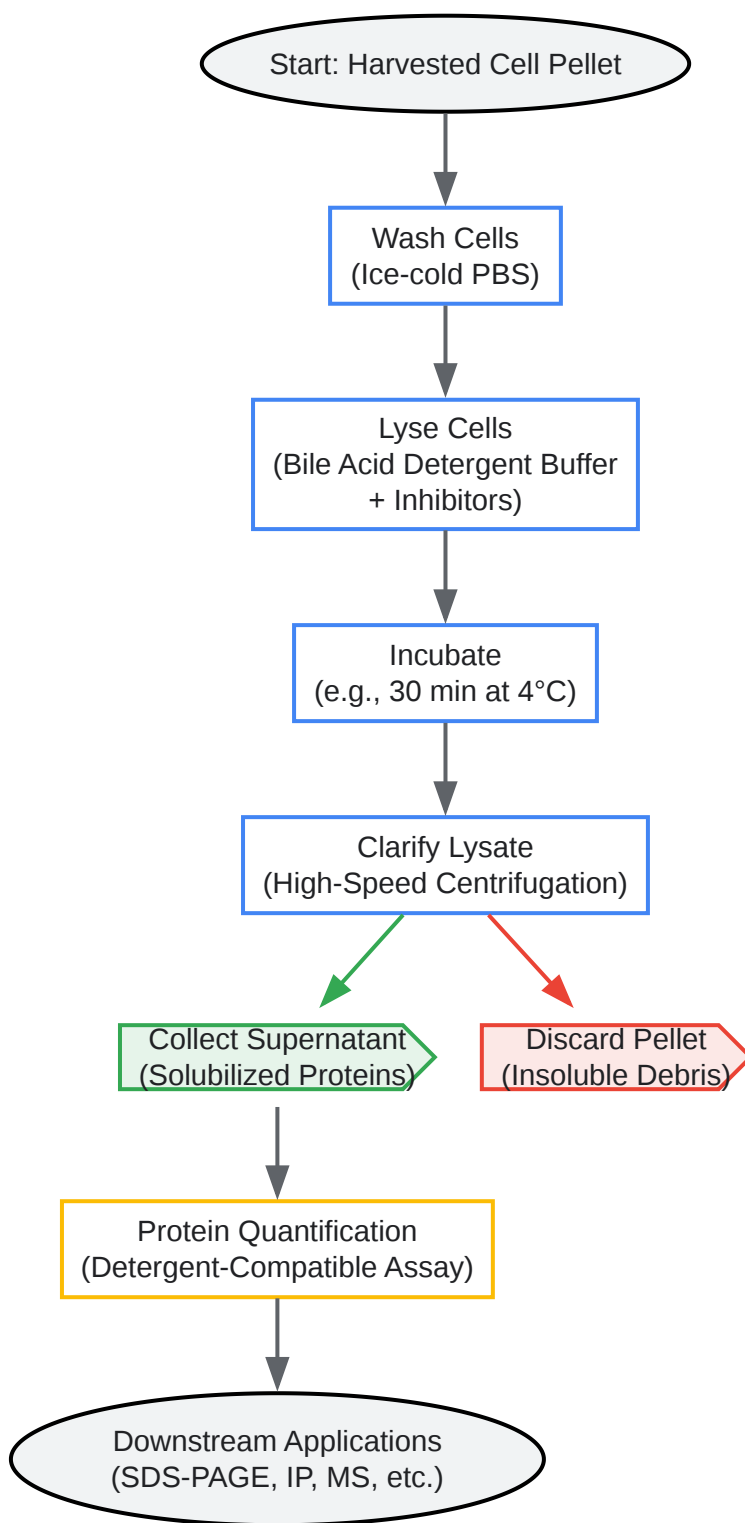 Start: Harvested Cell Pellet
Wash Cells
(Ice-cold PBS)
Lyse Cells
(Bile Acid Detergent Buffer
+ Inhibitors)
Incubate
(e.g., 30 min at 4°C)
Clarify Lysate
(High-Speed Centrifugation)
Collect Supernatant
(Solubilized Proteins)
Discard Pellet
(Insoluble Debris)
Protein Quantification
(Detergent-Compatible Assay)
Downstream Applications
(SDS-PAGE, IP, MS, etc.)